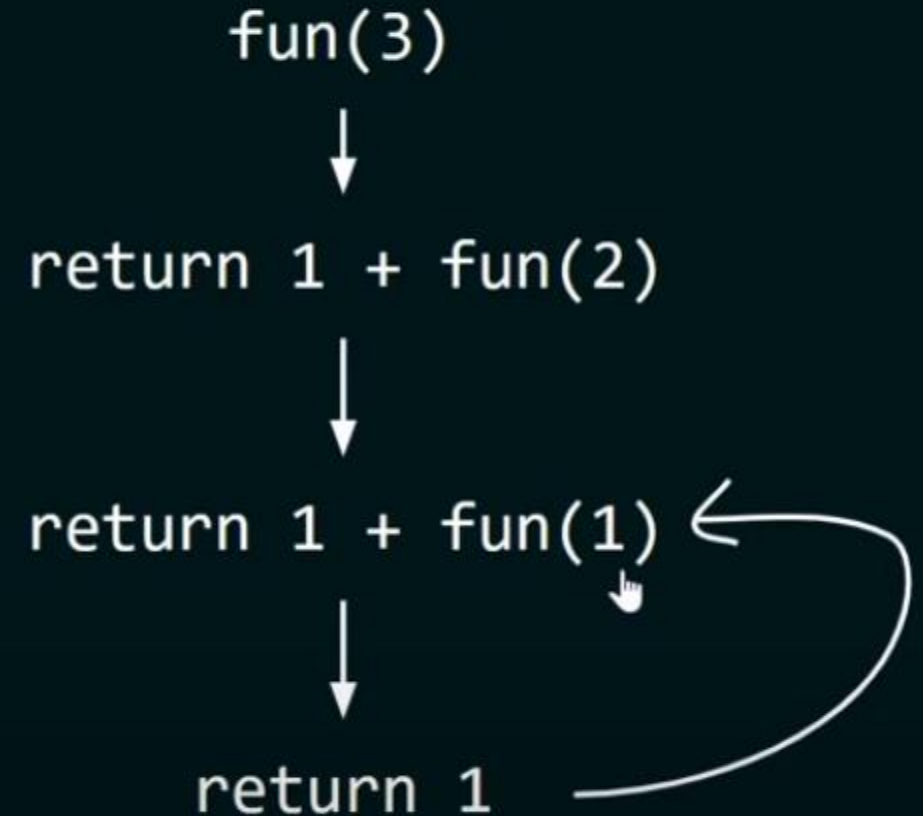 fun(3)
return 1 + fun(2)
return 1 + fun(1)
return 1